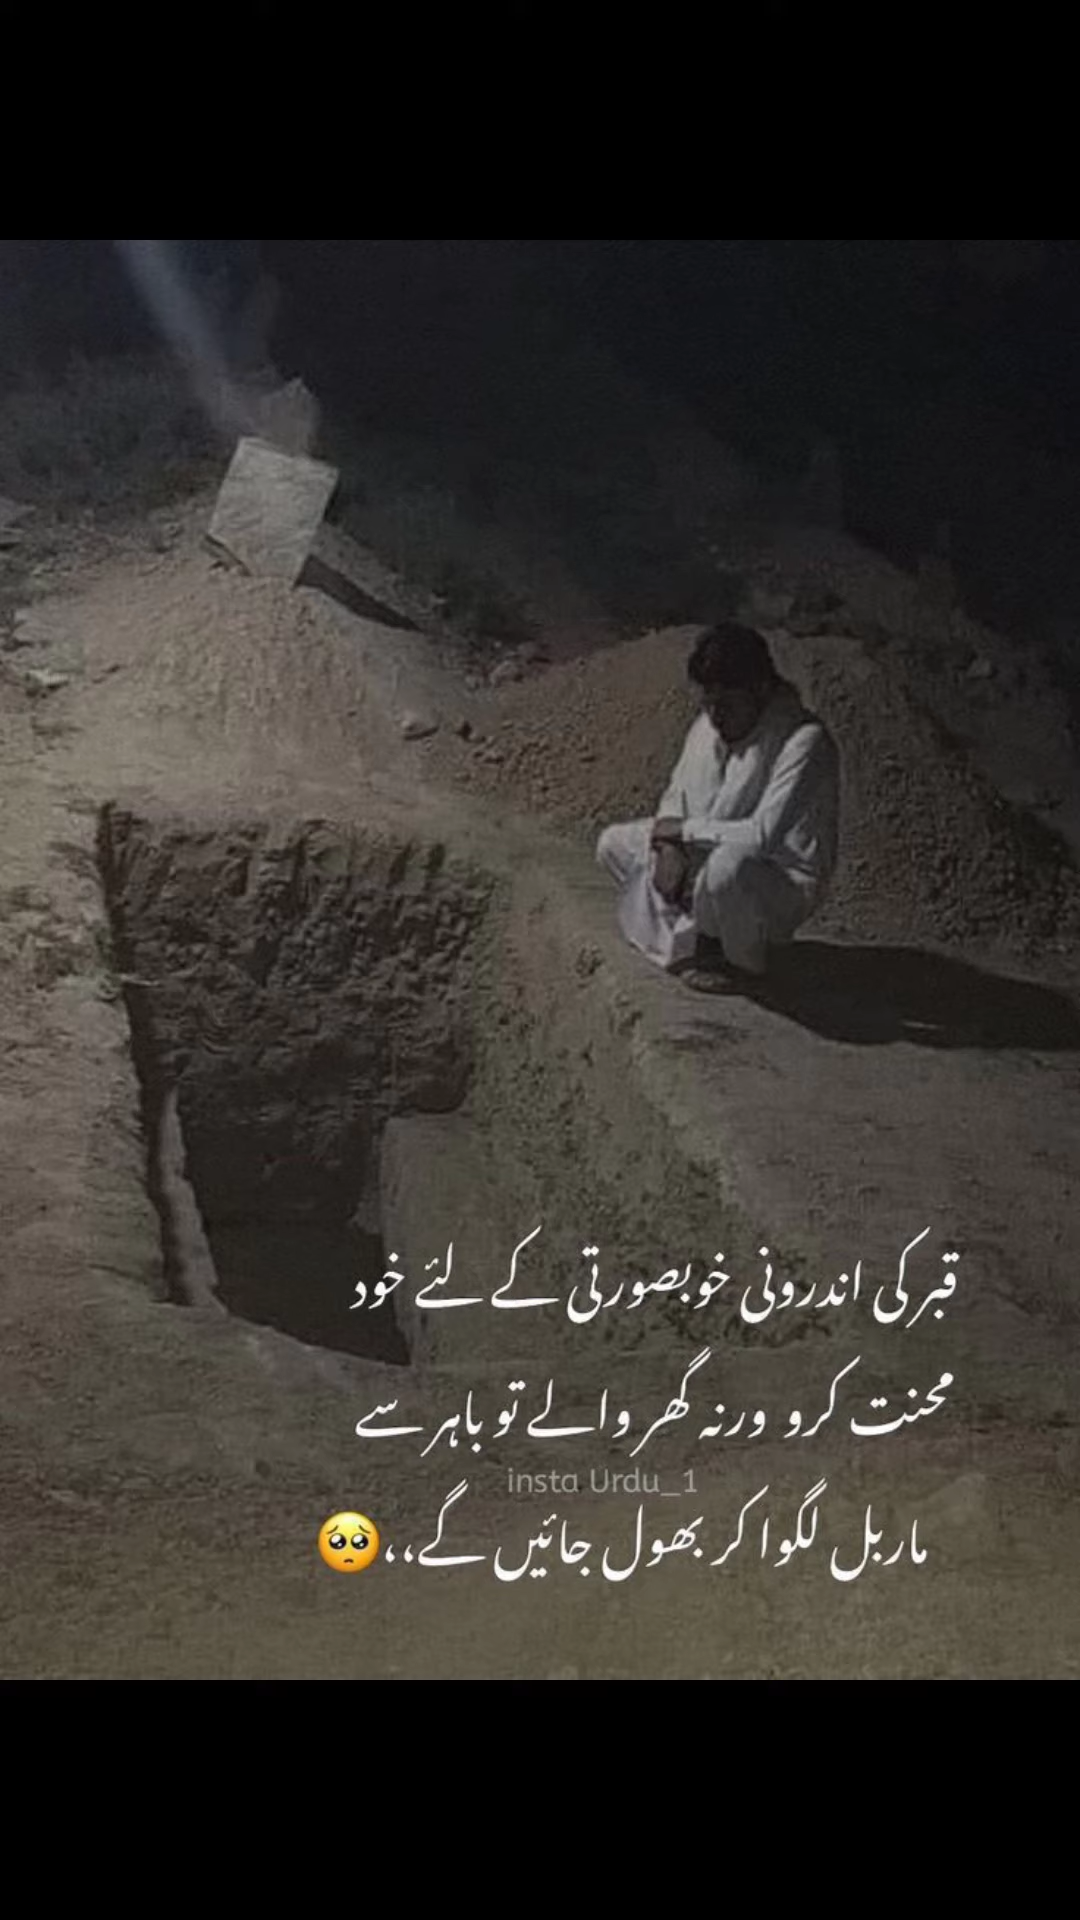 قبر کی اندرونی خوبصورتی کے لئے خود
محنت کرو ورنہ گھر والے تو باہر سے
insta Urdu_1
ماربل لگوا کر بھول جائیں گے،،🥺